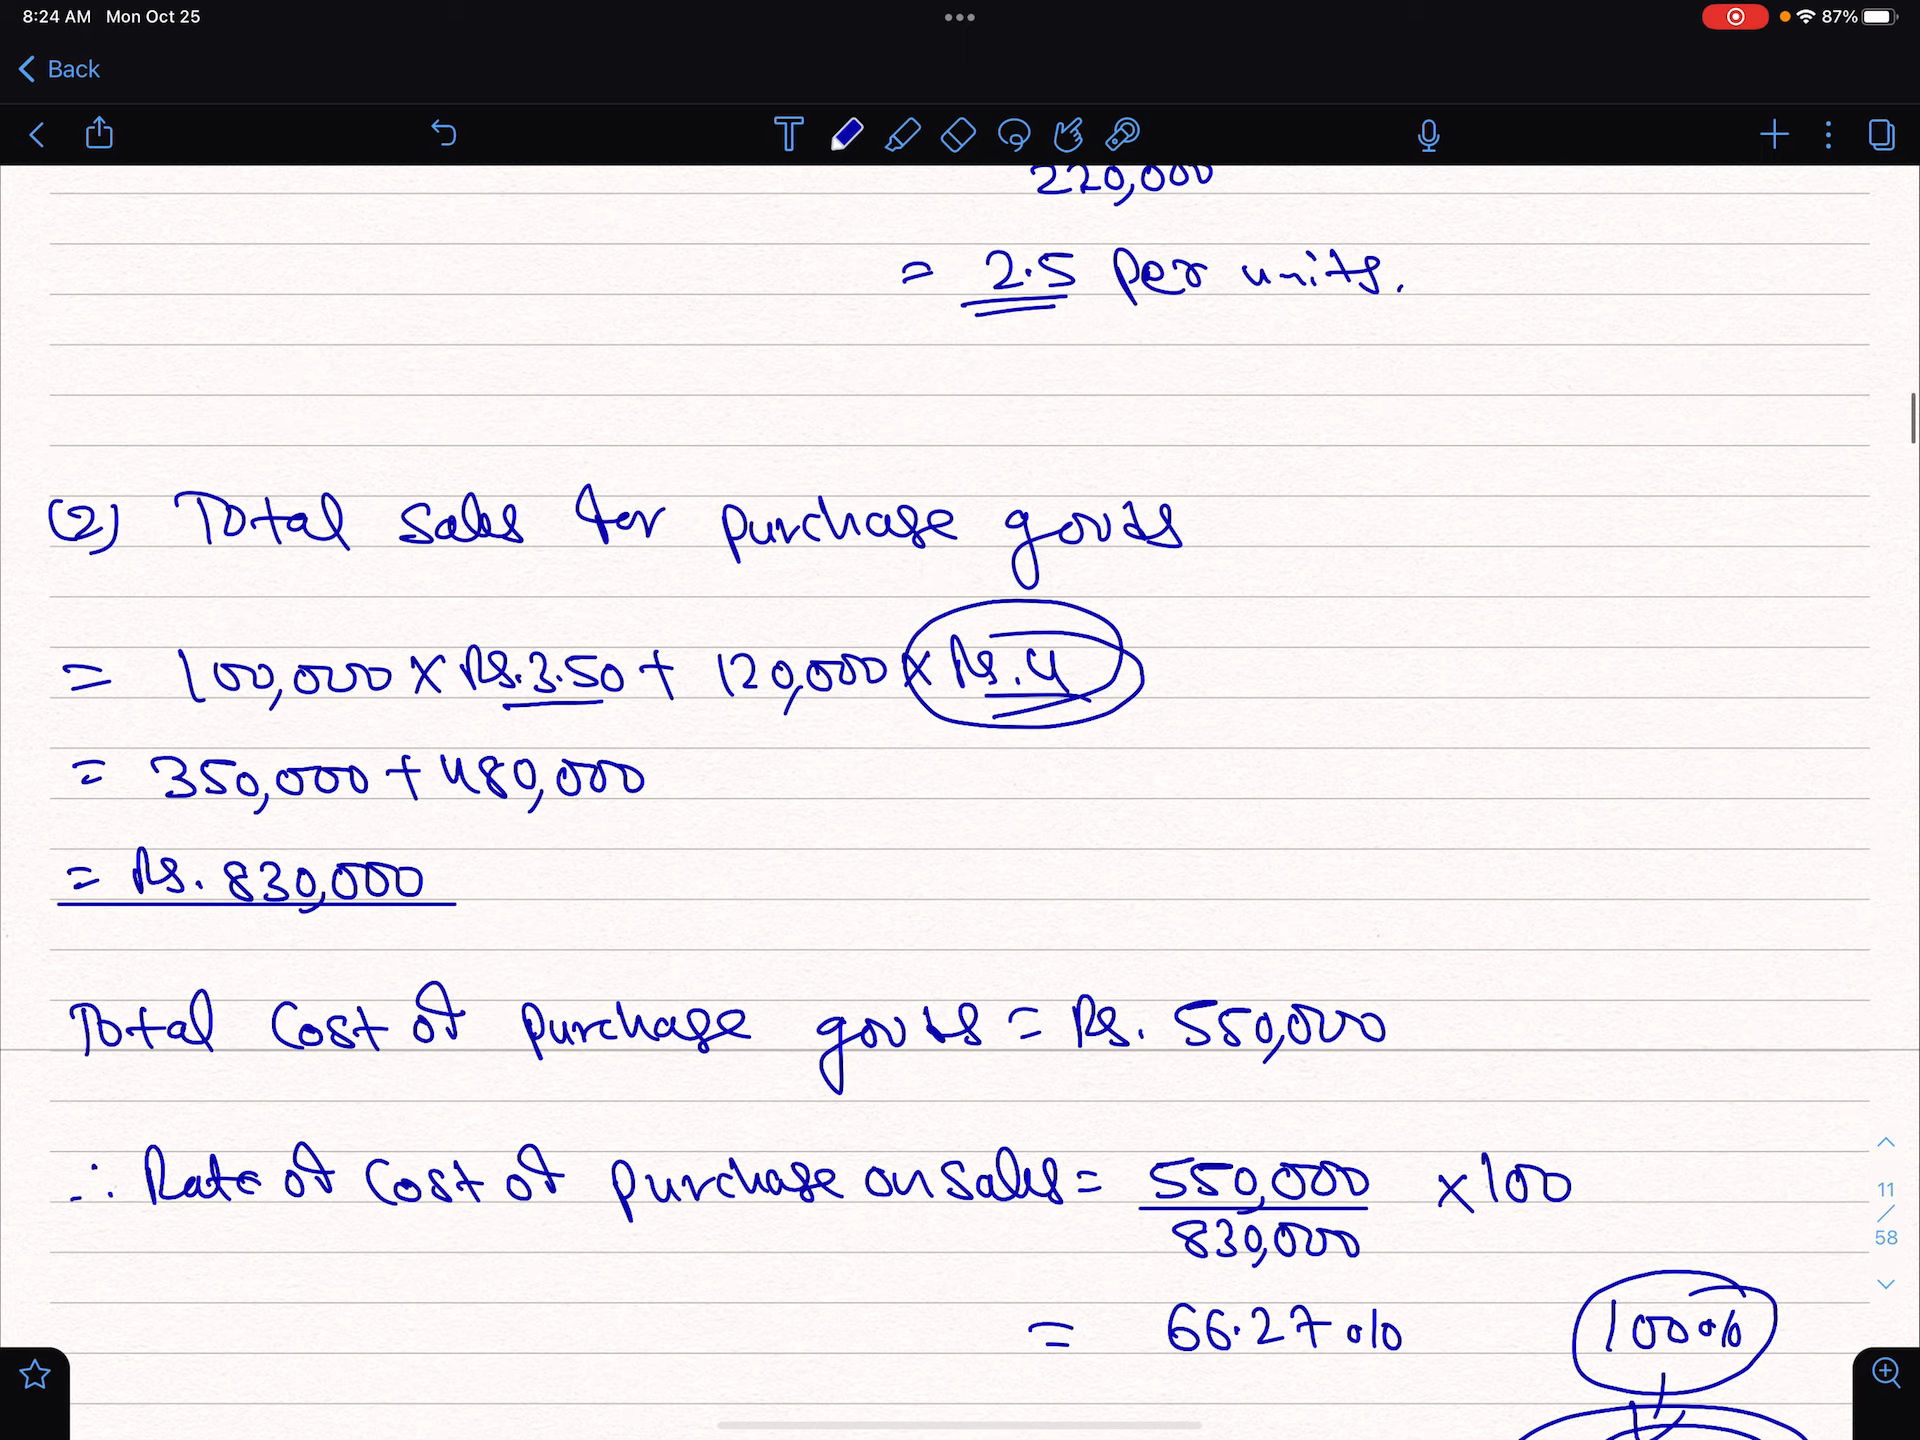 8:24 AM Mon Oct 25
87%
Back
220,000
= 2.5 per units.
(2) Total sales for purchase goods
= 100,000 × Rs.3.50 + 120,000 × Rs.4
= 350,000 + 480,000
= Rs. 830,000
Total Cost of purchase goods = Rs. 550,000
∴ Rate of Cost of purchase on sales = 550,000 × 100
830,000
= 66.27 %
100%
11
/
58